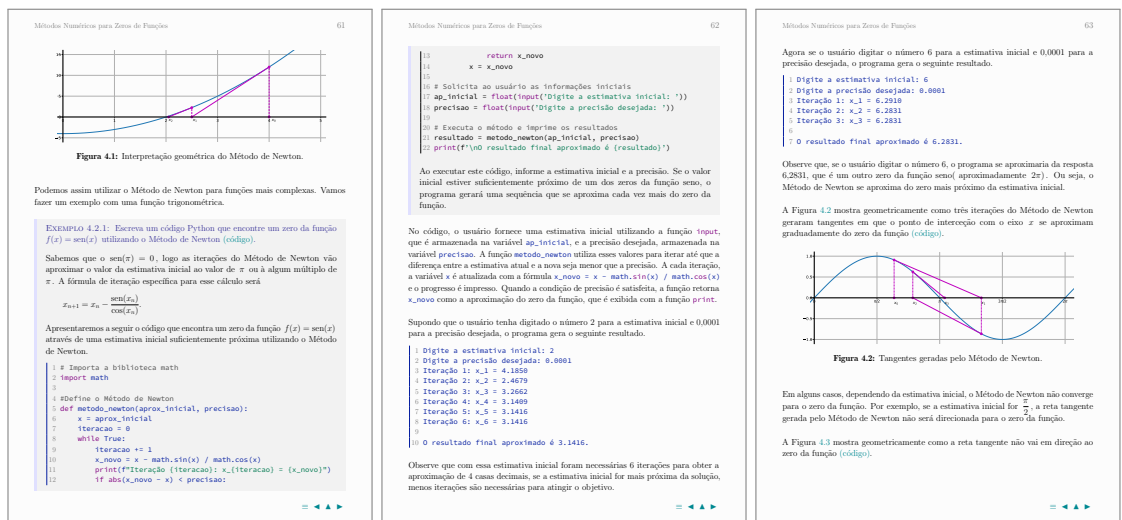 Métodos Numéricos para Zeros de Funções 61
Figura 4.1: Interpretação geométrica do Método de Newton.
Podemos assim utilizar o Método de Newton para funções mais complexas. Vamos
fazer um exemplo com uma função trigonométrica.
EXEMPLO 4.2.1: Escreva um código Python que encontre um zero da função
f(x) = sen(x) utilizando o Método de Newton (código).
Sabemos que o sen(π) = 0, logo as iterações do Método de Newton vão
aproximar o valor da estimativa inicial ao valor de π ou à algum múltiplo de
π. A fórmula de iteração específica para esse cálculo será
xₙ₊₁ = xₙ − sen(xₙ)/cos(xₙ).
Apresentaremos a seguir o código que encontra um zero da função f(x) = sen(x)
através de uma estimativa inicial suficientemente próxima utilizando o Método
de Newton.
1 # Importa a biblioteca math
2 import math
3
4 #Define o Método de Newton
5 def metodo_newton(aprox_inicial, precisao):
6 x = aprox_inicial
7 iteracao = 0
8 while True:
9 iteracao += 1
10 x_novo = x - math.sin(x) / math.cos(x)
11 print(f"Iteração {iteracao}: x_{iteracao} = {x_novo}")
12 if abs(x_novo - x) < precisao:
Métodos Numéricos para Zeros de Funções 62
13 return x_novo
14 x = x_novo
15
16 # Solicita ao usuário as informações iniciais
17 ap_inicial = float(input('Digite a estimativa inicial: '))
18 precisao = float(input('Digite a precisão desejada: '))
19
20 # Executa o método e imprime os resultados
21 resultado = metodo_newton(ap_inicial, precisao)
22 print(f'\nO resultado final aproximado é {resultado}')
Ao executar este código, informe a estimativa inicial e a precisão. Se o valor
inicial estiver suficientemente próximo de um dos zeros da função seno, o
programa gerará uma sequência que se aproxima cada vez mais do zero da
função.
No código, o usuário fornece uma estimativa inicial utilizando a função input,
que é armazenada na variável ap_inicial, e a precisão desejada, armazenada na
variável precisao. A função metodo_newton utiliza esses valores para iterar até que a
diferença entre a estimativa atual e a nova seja menor que a precisão. A cada iteração,
a variável x é atualizada com a fórmula x_novo = x - math.sin(x) / math.cos(x)
e o progresso é impresso. Quando a condição de precisão é satisfeita, a função retorna
x_novo como a aproximação do zero da função, que é exibida com a função print.
Supondo que o usuário tenha digitado o número 2 para a estimativa inicial e 0,0001
para a precisão desejada, o programa gera o seguinte resultado.
1 Digite a estimativa inicial: 2
2 Digite a precisão desejada: 0.0001
3 Iteração 1: x_1 = 4.1850
4 Iteração 2: x_2 = 2.4679
5 Iteração 3: x_3 = 3.2662
6 Iteração 4: x_4 = 3.1409
7 Iteração 5: x_5 = 3.1416
8 Iteração 6: x_6 = 3.1416
9
10 O resultado final aproximado é 3.1416.
Observe que com essa estimativa inicial foram necessárias 6 iterações para obter a
aproximação de 4 casas decimais, se a estimativa inicial for mais próxima da solução,
menos iterações são necessárias para atingir o objetivo.
Métodos Numéricos para Zeros de Funções 63
Agora se o usuário digitar o número 6 para a estimativa inicial e 0,0001 para a
precisão desejada, o programa gera o seguinte resultado.
1 Digite a estimativa inicial: 6
2 Digite a precisão desejada: 0.0001
3 Iteração 1: x_1 = 6.2910
4 Iteração 2: x_2 = 6.2831
5 Iteração 3: x_3 = 6.2831
6
7 O resultado final aproximado é 6.2831.
Observe que, se o usuário digitar o número 6, o programa se aproximaria da resposta
6,2831, que é um outro zero da função seno( aproximadamente 2π). Ou seja, o
Método de Newton se aproxima do zero mais próximo da estimativa inicial.
A Figura 4.2 mostra geometricamente como três iterações do Método de Newton
geraram tangentes em que o ponto de interecção com o eixo x se aproximam
graduadamente do zero da função (código).
Figura 4.2: Tangentes geradas pelo Método de Newton.
Em alguns casos, dependendo da estimativa inicial, o Método de Newton não converge
para o zero da função. Por exemplo, se a estimativa inicial for π/2, a reta tangente
gerada pelo Método de Newton não será direcionada para o zero da função.
A Figura 4.3 mostra geometricamente como a reta tangente não vai em direção ao
zero da função (código).